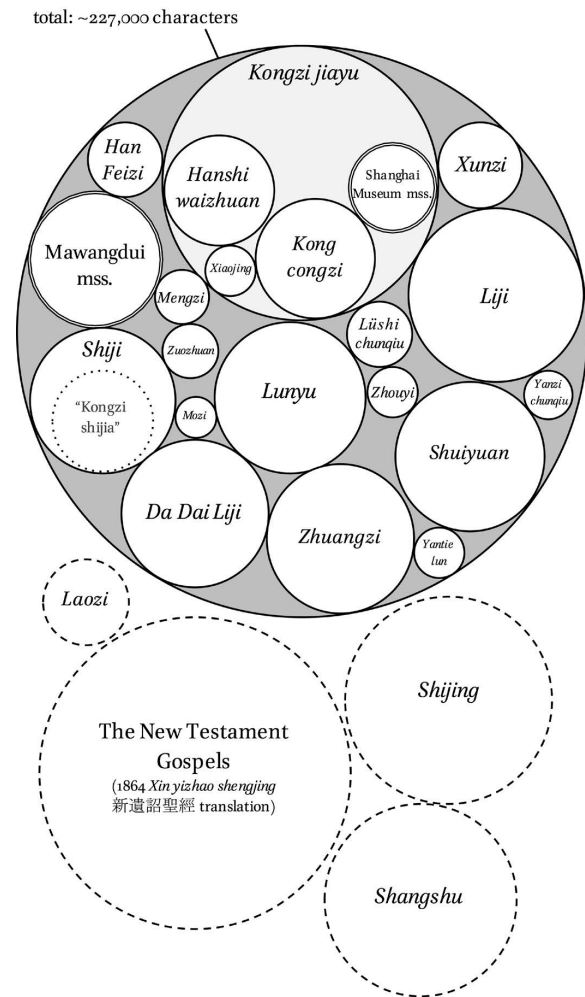 total: ~227,000 characters
Kongzi jiayu
Han
Feizi
Hanshi
waizhuan
Shanghai
Museum mss.
Xunzi
Mawangdui
mss.
Xiaojing
Kong
congzi
Liji
Mengzi
Lüshi
chunqiu
Shiji
Zuozhuan
"Kongzi
shijia"
Mozi
Lunyu
Zhouyi
Yanzi
chunqiu
Shuiyuan
Da Dai Liji
Zhuangzi
Yantie
lun
Laozi
Shijing
The New Testament
Gospels
(1864 Xin yizhao shengjing
新遺詔聖經 translation)
Shangshu